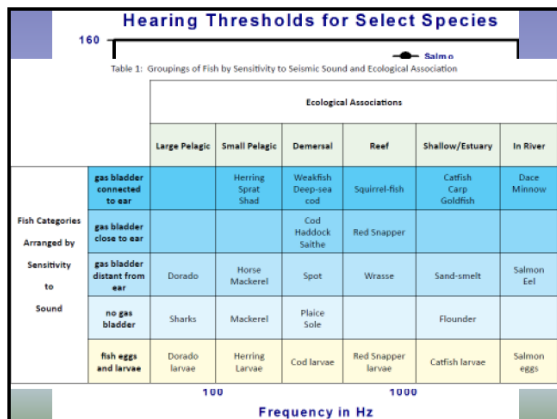 Hearing Thresholds for Select Species
160
Salmo
Table 1: Groupings of Fish by Sensitivity to Seismic Sound and Ecological Association
Ecological Associations
Large Pelagic Small Pelagic Demersal Reef Shallow/Estuary In River
Fish Categories
Arranged by
Sensitivity
to
Sound
gas bladder
connected
to ear
Herring
Sprat
Shad
Weakfish
Deep-sea
cod
Squirrel-fish
Catfish
Carp
Goldfish
Dace
Minnow
gas bladder
close to ear
Cod
Haddock
Saithe
Red Snapper
gas bladder
distant from
ear
Dorado
Horse
Mackerel
Spot
Wrasse
Sand-smelt
Salmon
Eel
no gas
bladder
Sharks
Mackerel
Plaice
Sole
Flounder
fish eggs
and larvae
Dorado
larvae
Herring
Larvae
Cod larvae
Red Snapper
larvae
Catfish larvae
Salmon
eggs
100 1000
Frequency in Hz